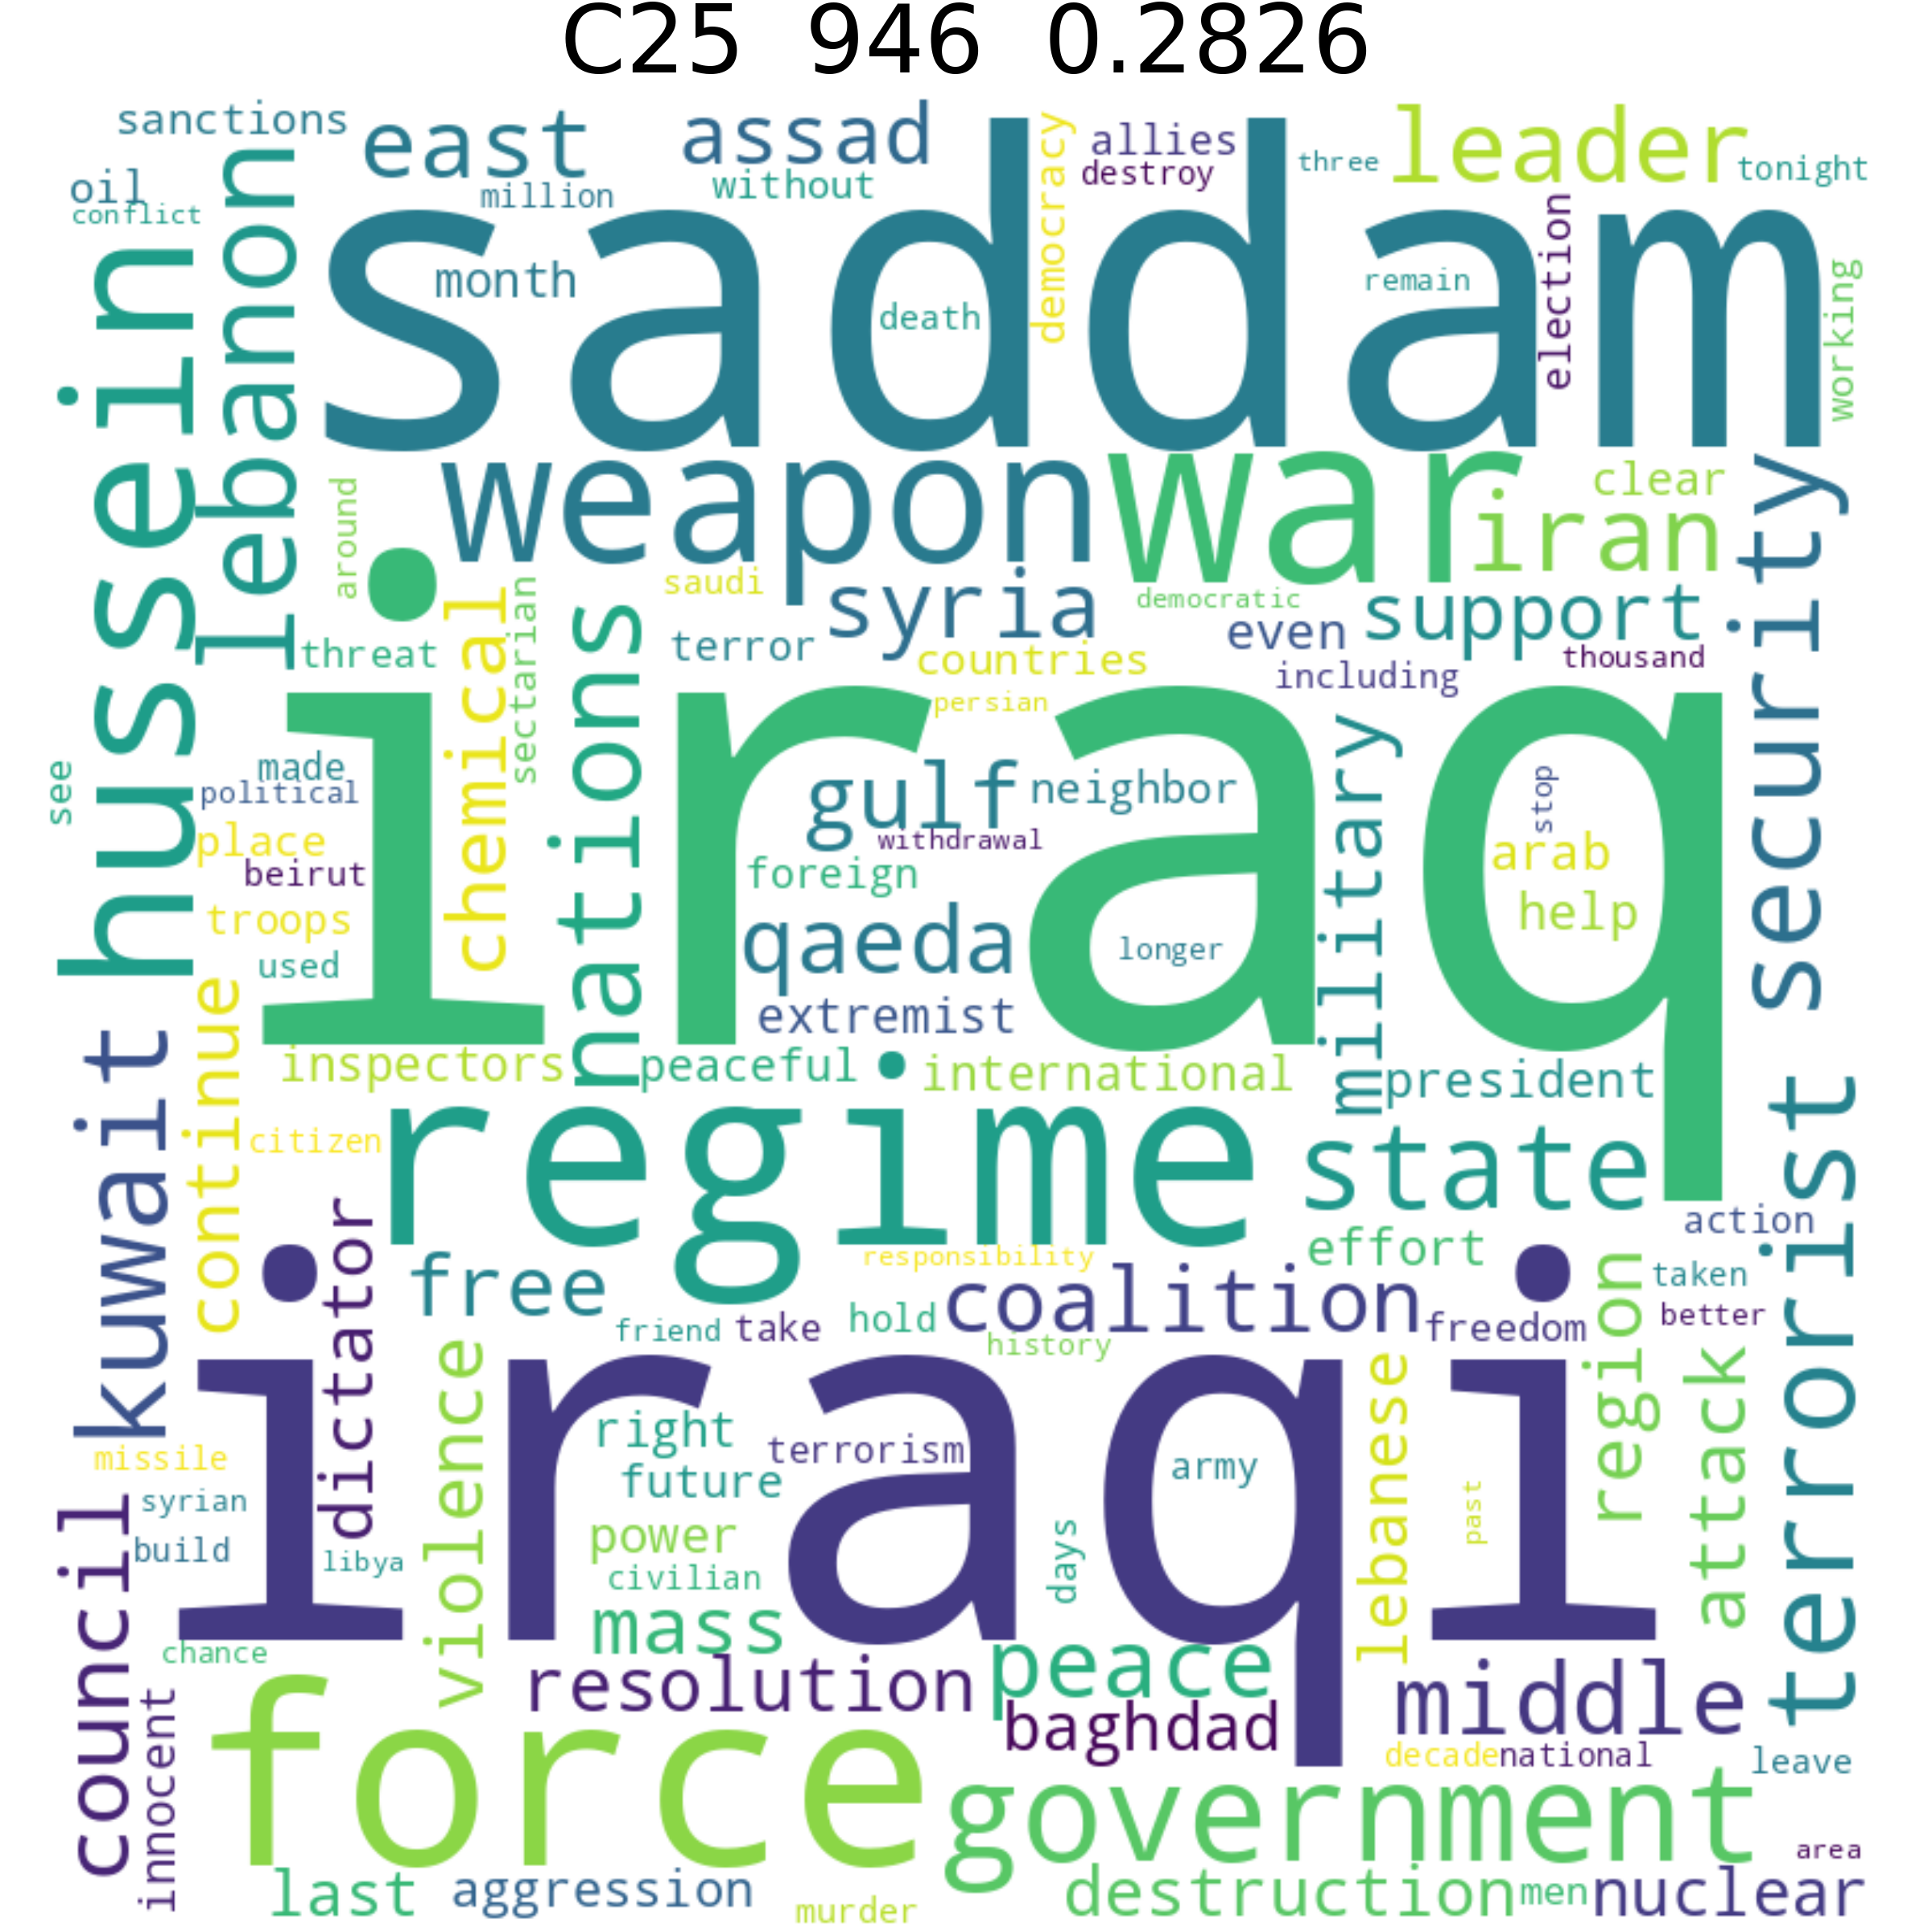 C25 946 0.2826
sanctions
east
assad
allies
leader
oil
million
without
destroy
three
tonight
conflict
democracy
lebanon
saddam
month
death
remain
election
working
hussein
around
weapon
war
iran
clear
security
saudi
syria
democratic
support
threat
chemical
sectarian
nations
terror
countries
even
including
thousand
persian
iraq
see
made
political
gulf
neighbor
military
stop
place
withdrawal
beirut
foreign
arab
troops
qaeda
help
used
longer
extremist
kuwait
continue
inspectors
peaceful
international
president
citizen
regime
state
terrorist
dictator
free
responsibility
effort
action
region
taken
better
friend
take
hold
coalition
freedom
history
iraqi
violence
right
terrorism
army
lebanese
attack
missile
future
past
syrian
power
days
build
libya
civilian
council
mass
chance
peace
resolution
middle
innocent
baghdad
decade
national
leave
force
government
area
last
aggression
murder
destruction
men
nuclear